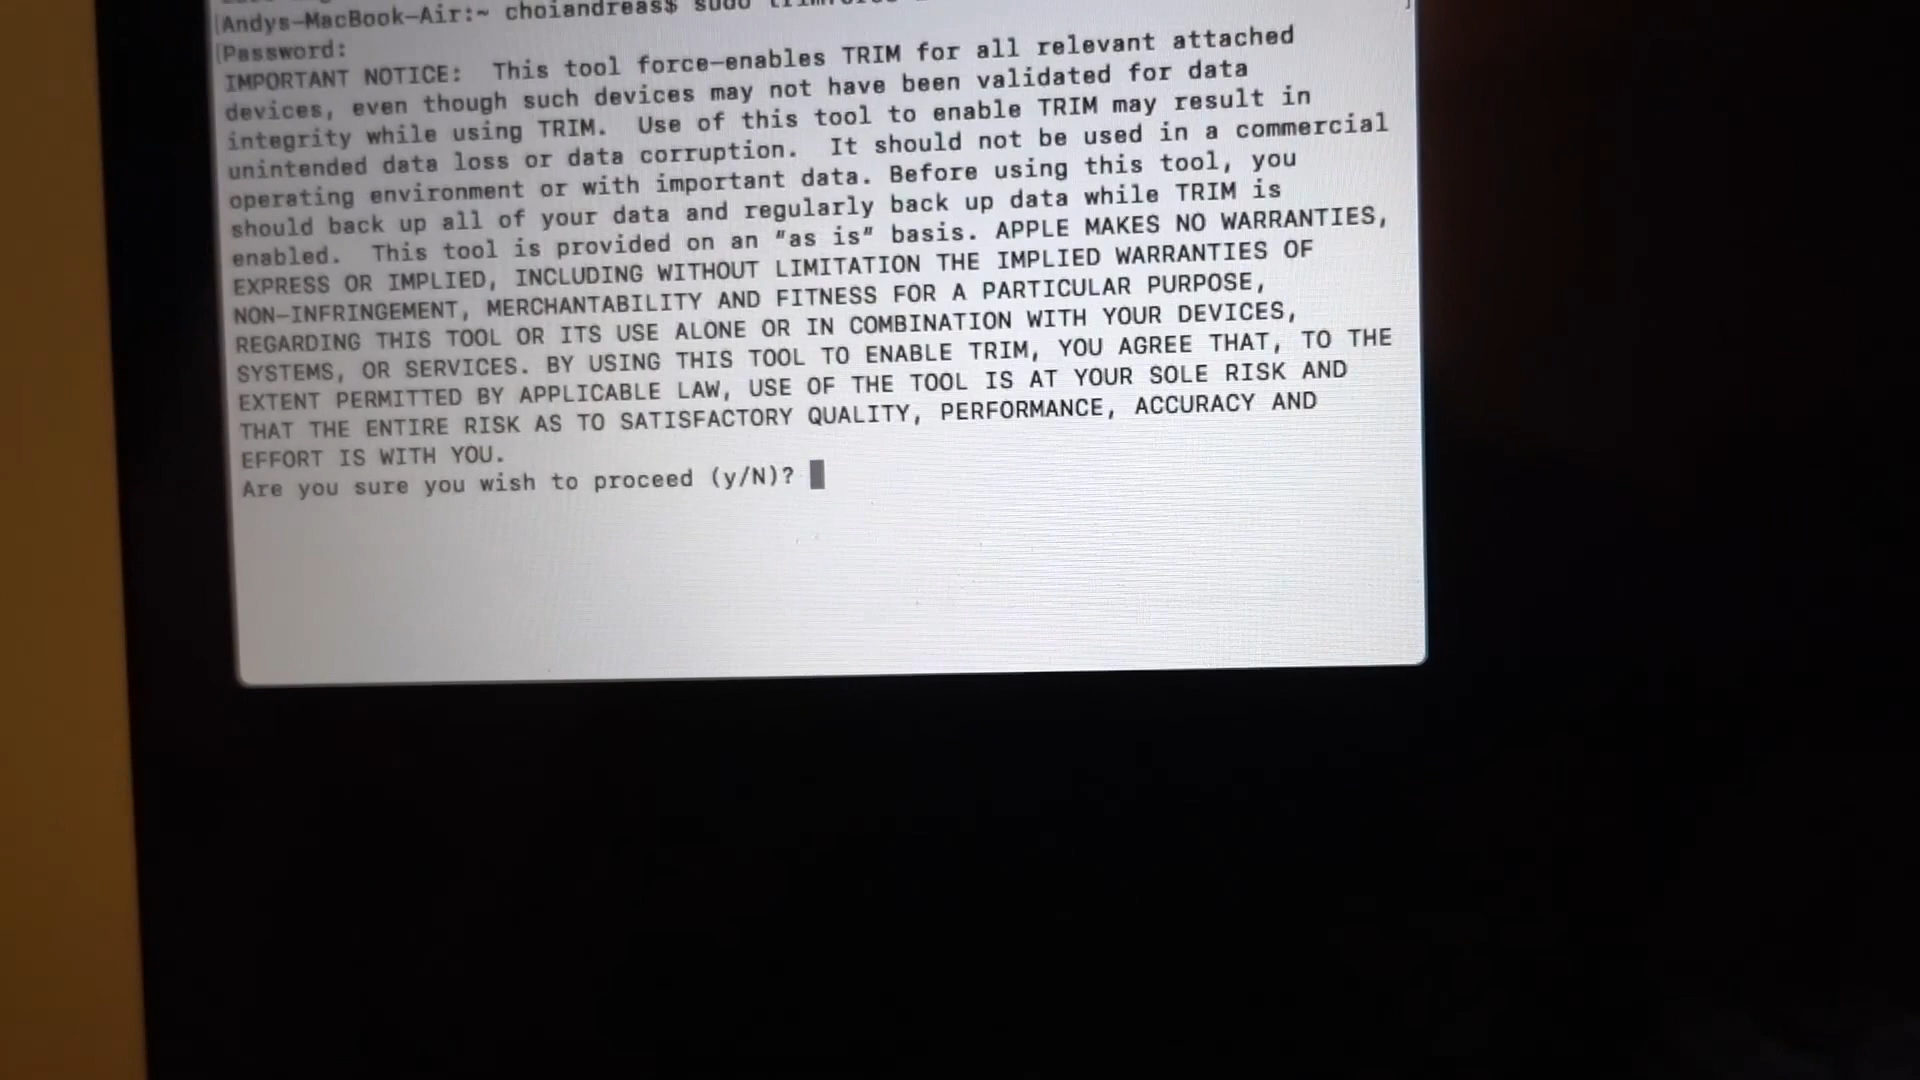 Andys-MacBook-Air:~ choiandreas$ sudo
Password:
IMPORTANT NOTICE:  This tool force-enables TRIM for all relevant attached
devices, even though such devices may not have been validated for data
integrity while using TRIM.  Use of this tool to enable TRIM may result in
unintended data loss or data corruption.  It should not be used in a commercial
operating environment or with important data. Before using this tool, you
should back up all of your data and regularly back up data while TRIM is
enabled.  This tool is provided on an "as is" basis. APPLE MAKES NO WARRANTIES,
EXPRESS OR IMPLIED, INCLUDING WITHOUT LIMITATION THE IMPLIED WARRANTIES OF
NON-INFRINGEMENT, MERCHANTABILITY AND FITNESS FOR A PARTICULAR PURPOSE,
REGARDING THIS TOOL OR ITS USE ALONE OR IN COMBINATION WITH YOUR DEVICES,
SYSTEMS, OR SERVICES. BY USING THIS TOOL TO ENABLE TRIM, YOU AGREE THAT, TO THE
EXTENT PERMITTED BY APPLICABLE LAW, USE OF THE TOOL IS AT YOUR SOLE RISK AND
THAT THE ENTIRE RISK AS TO SATISFACTORY QUALITY, PERFORMANCE, ACCURACY AND
EFFORT IS WITH YOU.
Are you sure you wish to proceed (y/N)?